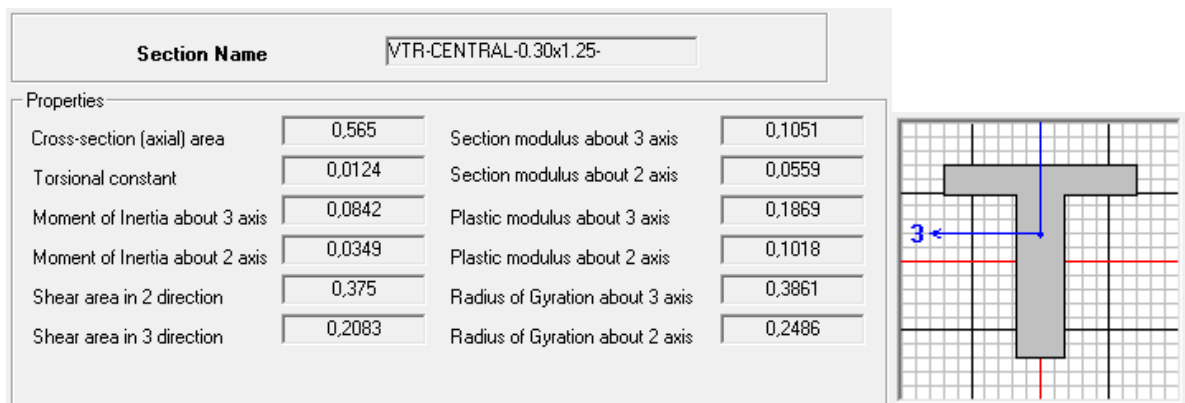 Section Name VTR-CENTRAL-0.30x1.25-
Properties
Cross-section (axial) area 0,565 Section modulus about 3 axis 0,1051
Torsional constant 0,0124 Section modulus about 2 axis 0,0559
Moment of Inertia about 3 axis 0,0842 Plastic modulus about 3 axis 0,1869
Moment of Inertia about 2 axis 0,0349 Plastic modulus about 2 axis 0,1018
Shear area in 2 direction 0,375 Radius of Gyration about 3 axis 0,3861
Shear area in 3 direction 0,2083 Radius of Gyration about 2 axis 0,2486
3